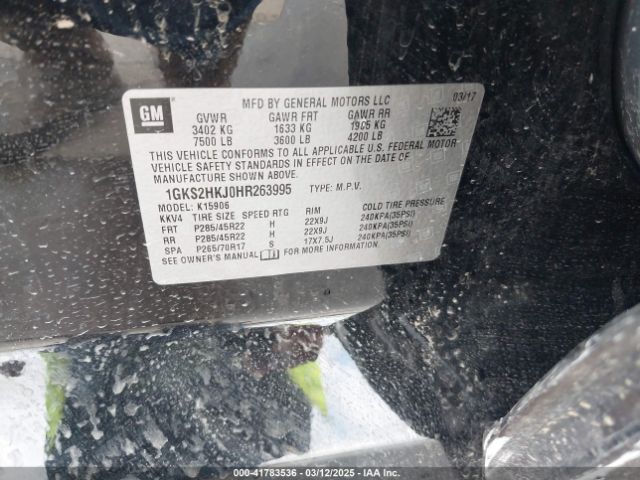 GM
MFD BY GENERAL MOTORS LLC 03/17
GVWR GAWR FRT GAWR RR
3402 KG 1633 KG 1905 KG
7500 LB 3600 LB 4200 LB
THIS VEHICLE CONFORMS TO ALL APPLICABLE U.S. FEDERAL MOTOR
VEHICLE SAFETY STANDARDS IN EFFECT ON THE DATE OF
MANUFACTURE SHOWN ABOVE.
1GKS2HKJ0HR263995 TYPE: M.P.V.
MODEL: K15906
KKV4 TIRE SIZE SPEED RTG RIM COLD TIRE PRESSURE
FRT P285/45R22 H 22X9J 240KPA(35PSI)
RR P285/45R22 H 22X9J 240KPA(35PSI)
SPA P265/70R17 S 17X7.5J 240KPA(35PSI)
SEE OWNER'S MANUAL FOR MORE INFORMATION.
000-41783536 - 03/12/2025 - IAA Inc.